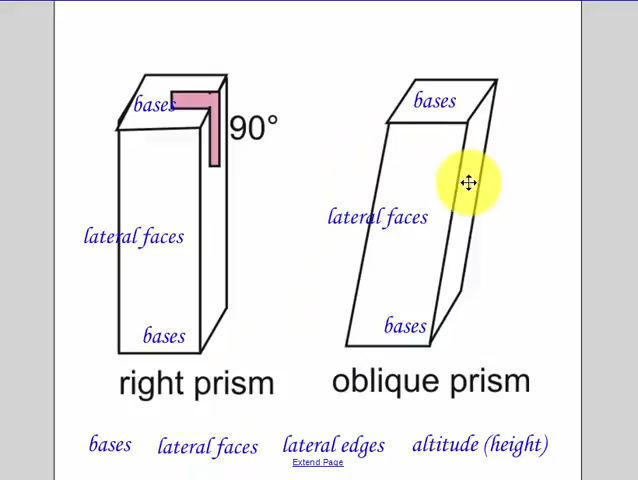 bases
bases
90°
lateral faces
lateral faces
bases
bases
right prism
oblique prism
bases lateral faces lateral edges altitude (height)
Extend Page